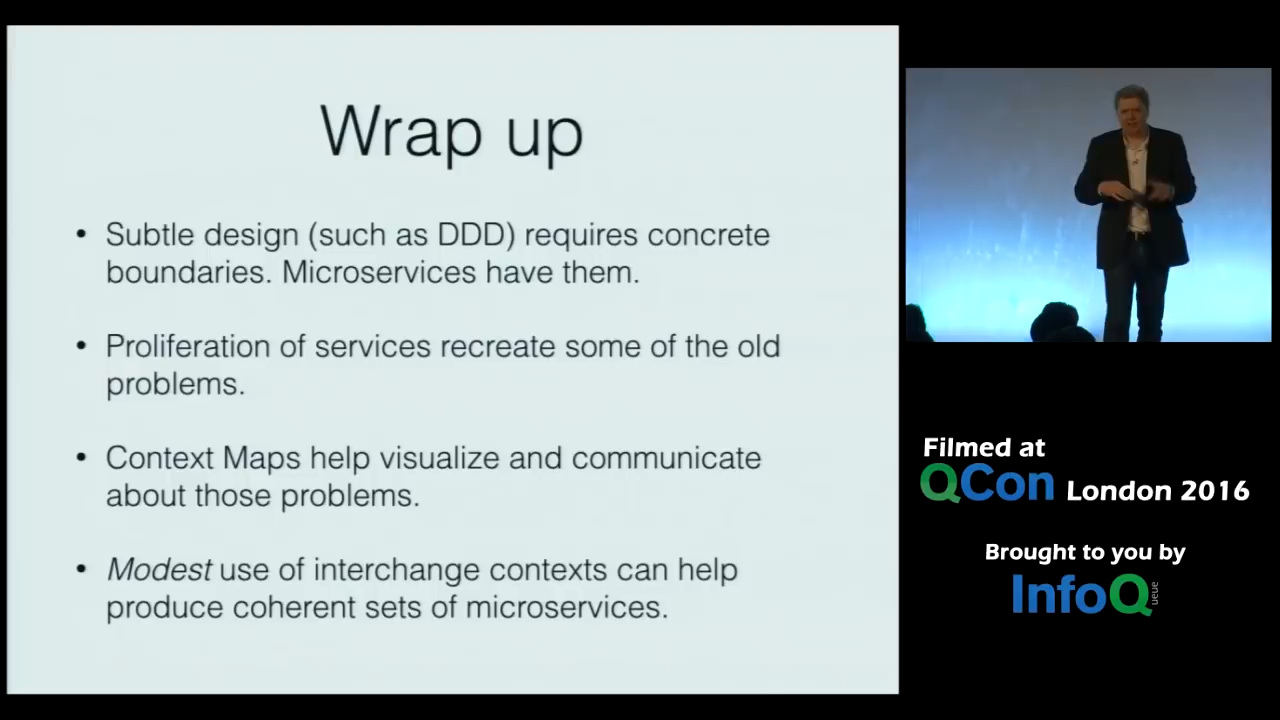 Wrap up
• Subtle design (such as DDD) requires concrete
boundaries. Microservices have them.
• Proliferation of services recreate some of the old
problems.
• Context Maps help visualize and communicate
about those problems.
• Modest use of interchange contexts can help
produce coherent sets of microservices.
Filmed at
QCon London 2016
Brought to you by
InfoQ
ueue